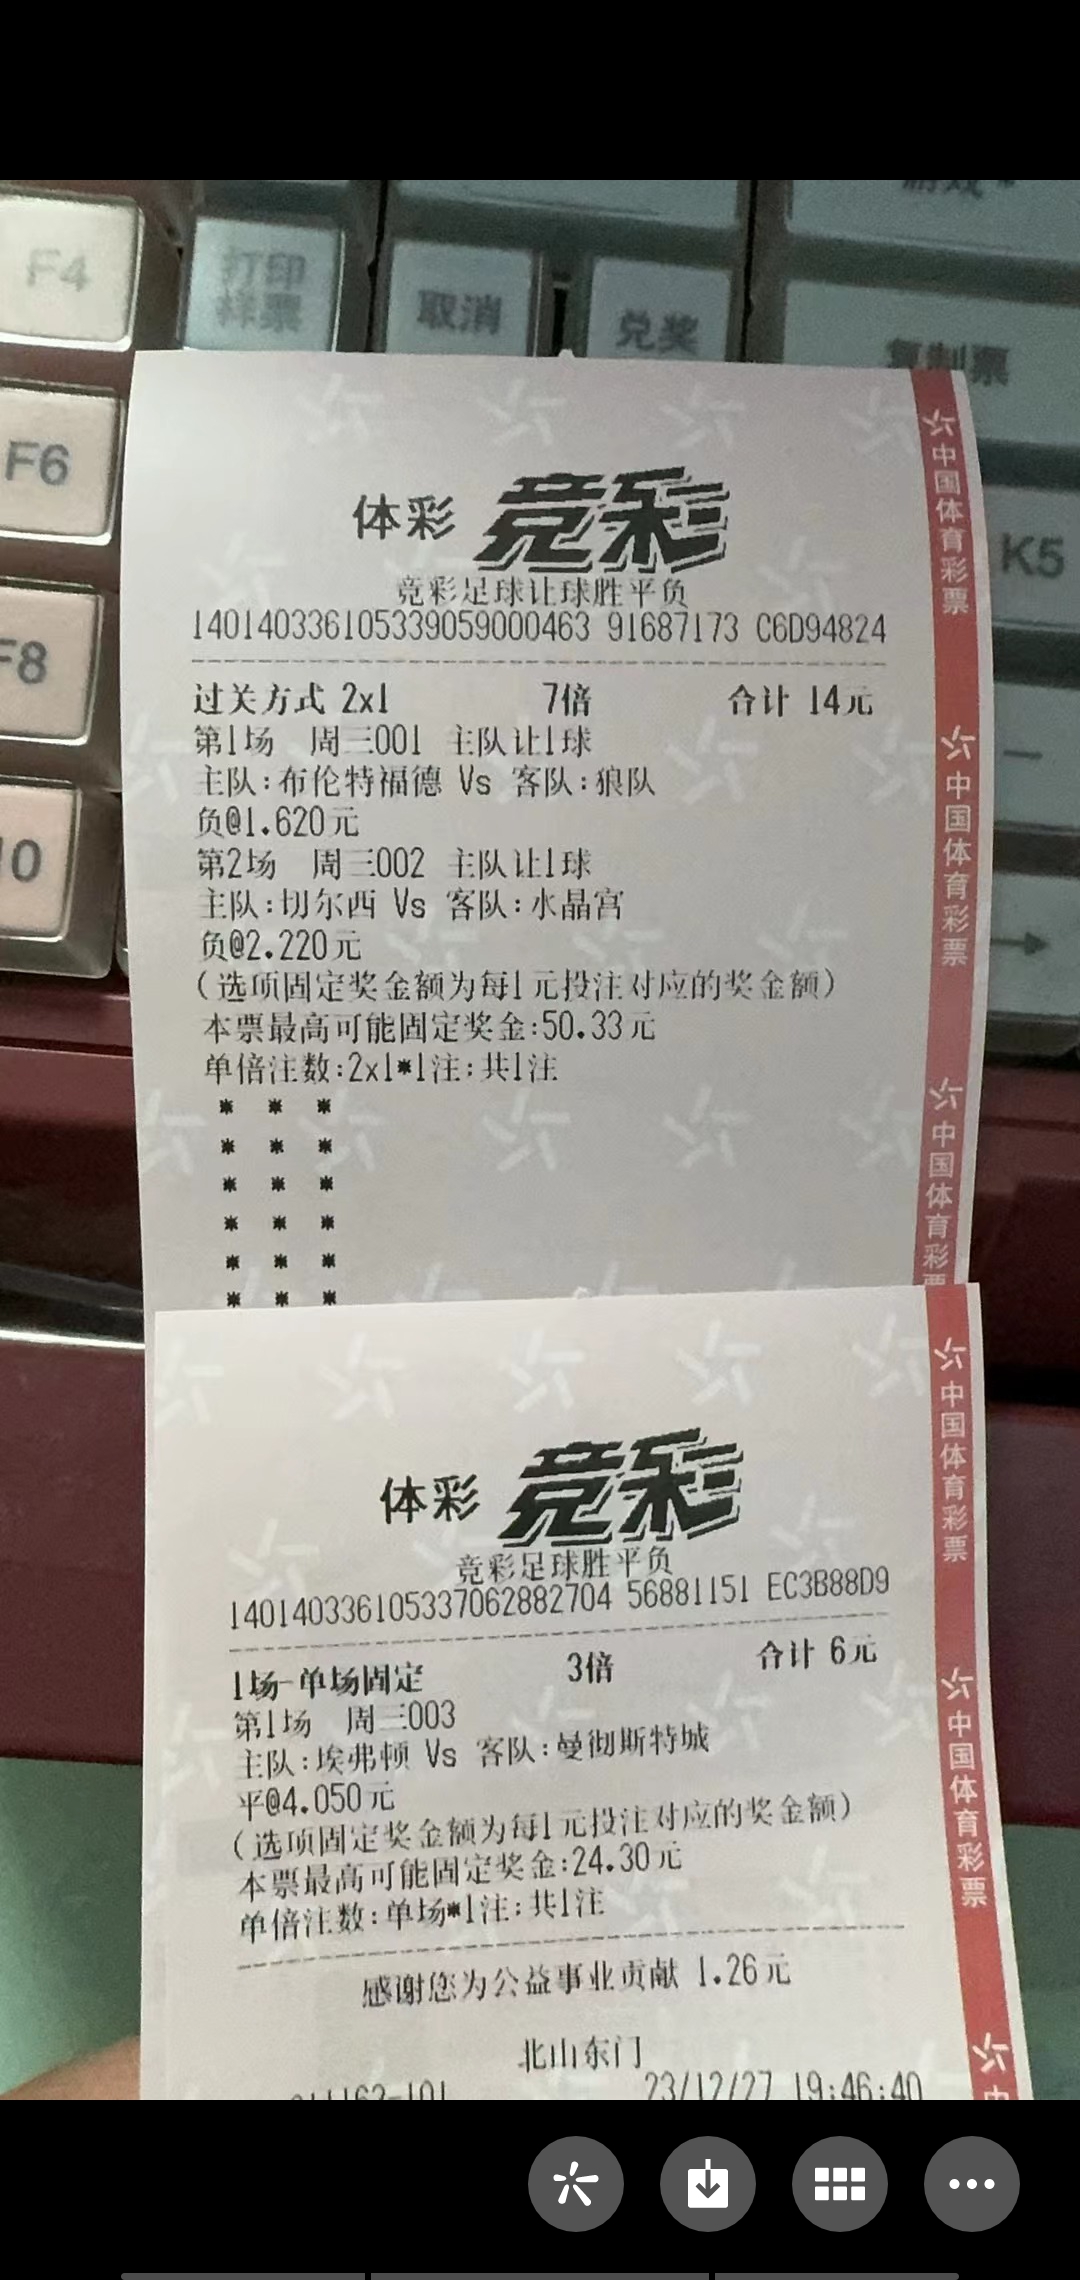 F4
打印
样票
取消
兑奖
复制票
F6
K5
F8
体彩 竞彩
竞彩足球让球胜平负
140140336105339059000463 91687173 C6D94824
过关方式 2x1 7倍 合计 14元
第1场 周三001 主队让1球
主队:布伦特福德 Vs 客队:狼队
负@1.620元
第2场 周三002 主队让1球
主队:切尔西 Vs 客队:水晶宫
负@2.220元
(选项固定奖金额为每1元投注对应的奖金额)
本票最高可能固定奖金:50.33元
单倍注数:2x1*1注;共1注
* * *
* * *
* * *
* * *
* * *
* * *
中国体育彩票
中国体育彩票
中国体育彩票
体彩 竞彩
竞彩足球胜平负
140140336105337062882704 56881151 EC3B88D9
1场-单场固定 3倍 合计 6元
第1场 周三003
主队:埃弗顿 Vs 客队:曼彻斯特城
平@4.050元
(选项固定奖金额为每1元投注对应的奖金额)
本票最高可能固定奖金:24.30元
单倍注数:单场*1注;共1注
感谢您为公益事业贡献 1.26元
北山东门
23/12/27 19:46:40
中国体育彩票
中国体育彩票
中